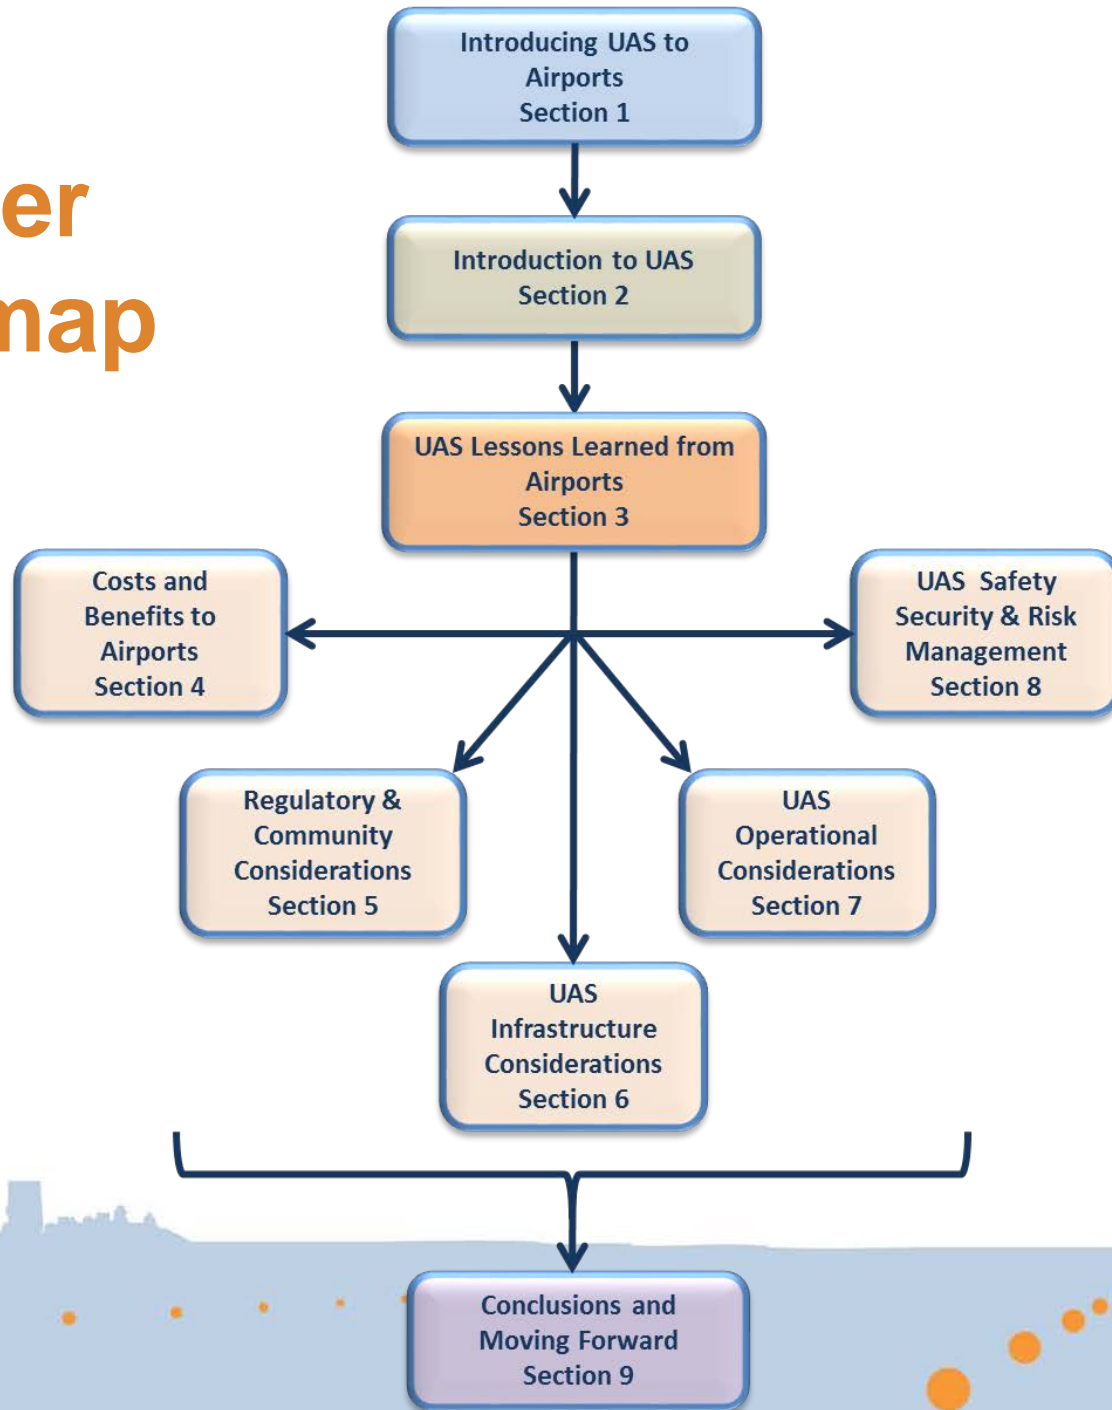 Introducing UAS to
Airports
Section 1
er
map
Introduction to UAS
Section 2
UAS Lessons Learned from
Airports
Section 3
Costs and
Benefits to
Airports
Section 4
UAS Safety
Security & Risk
Management
Section 8
Regulatory &
Community
Considerations
Section 5
UAS
Operational
Considerations
Section 7
UAS
Infrastructure
Considerations
Section 6
Conclusions and
Moving Forward
Section 9